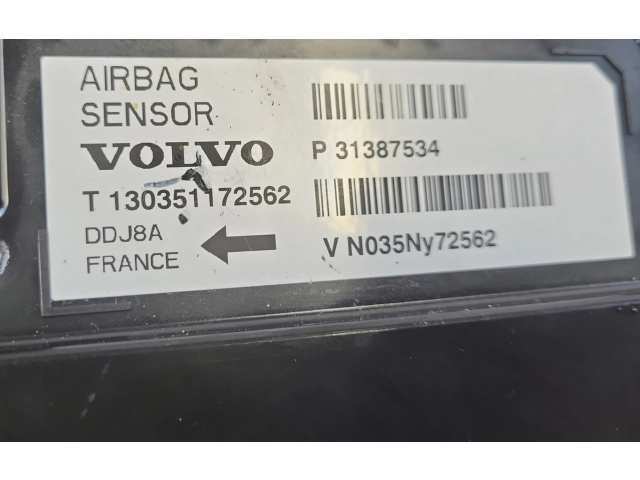 AIRBAG
SENSOR
VOLVO
P 31387534
T 130351172562
DDJ8A
FRANCE
V N035Ny72562